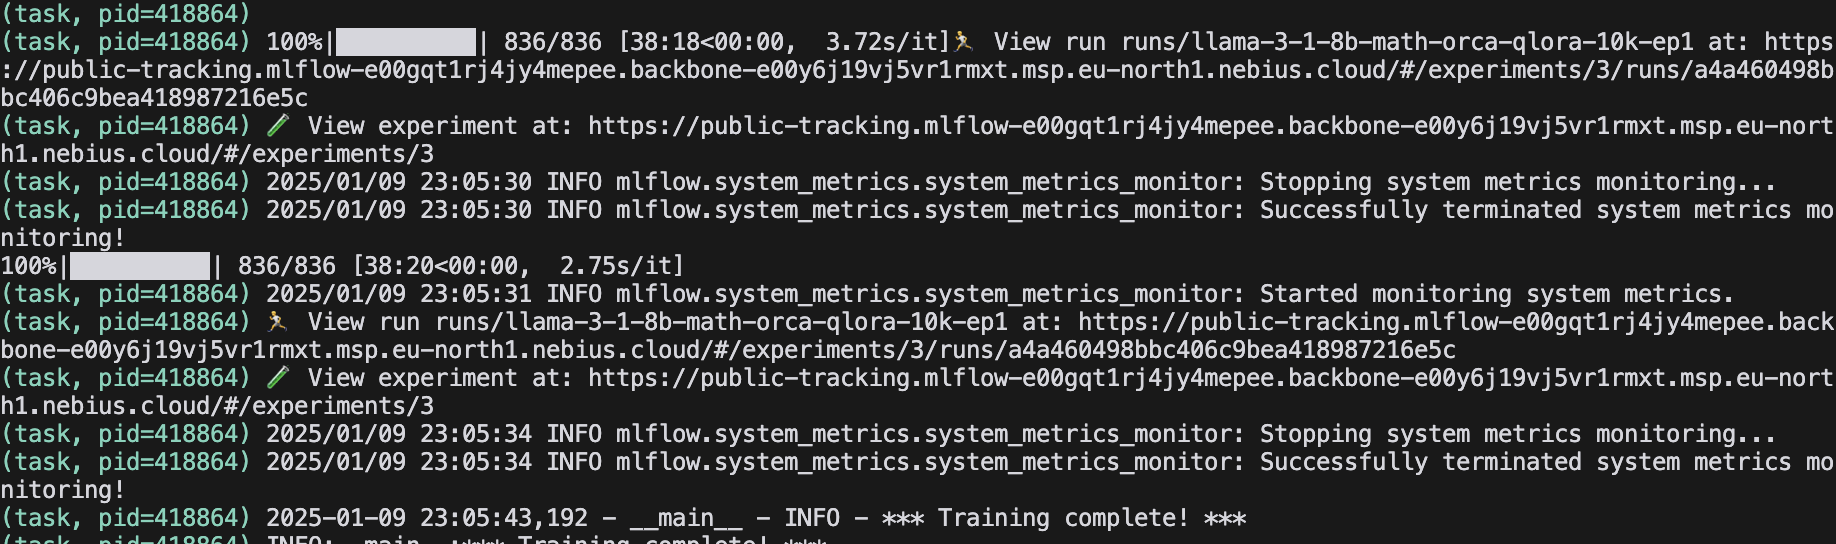 (task, pid=418864)
(task, pid=418864) 100%|██████████| 836/836 [38:18<00:00,  3.72s/it]🏃 View run runs/llama-3-1-8b-math-orca-qlora-10k-ep1 at: https
://public-tracking.mlflow-e00gqt1rj4jy4mepee.backbone-e00y6j19vj5vr1rmxt.msp.eu-north1.nebius.cloud/#/experiments/3/runs/a4a460498b
bc406c9bea418987216e5c
(task, pid=418864) 🧪 View experiment at: https://public-tracking.mlflow-e00gqt1rj4jy4mepee.backbone-e00y6j19vj5vr1rmxt.msp.eu-nort
h1.nebius.cloud/#/experiments/3
(task, pid=418864) 2025/01/09 23:05:30 INFO mlflow.system_metrics.system_metrics_monitor: Stopping system metrics monitoring...
(task, pid=418864) 2025/01/09 23:05:30 INFO mlflow.system_metrics.system_metrics_monitor: Successfully terminated system metrics mo
nitoring!
100%|██████████| 836/836 [38:20<00:00,  2.75s/it]
(task, pid=418864) 2025/01/09 23:05:31 INFO mlflow.system_metrics.system_metrics_monitor: Started monitoring system metrics.
(task, pid=418864) 🏃 View run runs/llama-3-1-8b-math-orca-qlora-10k-ep1 at: https://public-tracking.mlflow-e00gqt1rj4jy4mepee.back
bone-e00y6j19vj5vr1rmxt.msp.eu-north1.nebius.cloud/#/experiments/3/runs/a4a460498bbc406c9bea418987216e5c
(task, pid=418864) 🧪 View experiment at: https://public-tracking.mlflow-e00gqt1rj4jy4mepee.backbone-e00y6j19vj5vr1rmxt.msp.eu-nort
h1.nebius.cloud/#/experiments/3
(task, pid=418864) 2025/01/09 23:05:34 INFO mlflow.system_metrics.system_metrics_monitor: Stopping system metrics monitoring...
(task, pid=418864) 2025/01/09 23:05:34 INFO mlflow.system_metrics.system_metrics_monitor: Successfully terminated system metrics mo
nitoring!
(task, pid=418864) 2025-01-09 23:05:43,192 - __main__ - INFO - *** Training complete! ***
(task, pid=418864) INFO:__main__:*** Training complete! ***